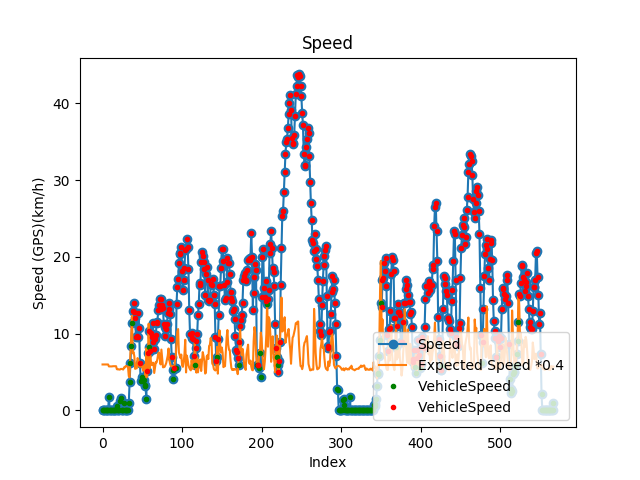 Speed
Speed (GPS)(km/h)
40
30
20
10
0
0 100 200 300 400 500
Index
Speed
Expected Speed *0.4
VehicleSpeed
VehicleSpeed